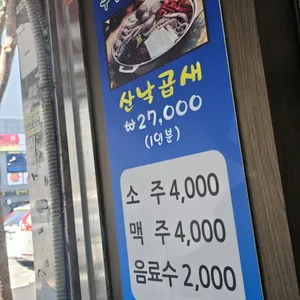 산낙곱새
₩27,000
(1인분)
소 주 4,000
맥 주 4,000
음료수 2,000